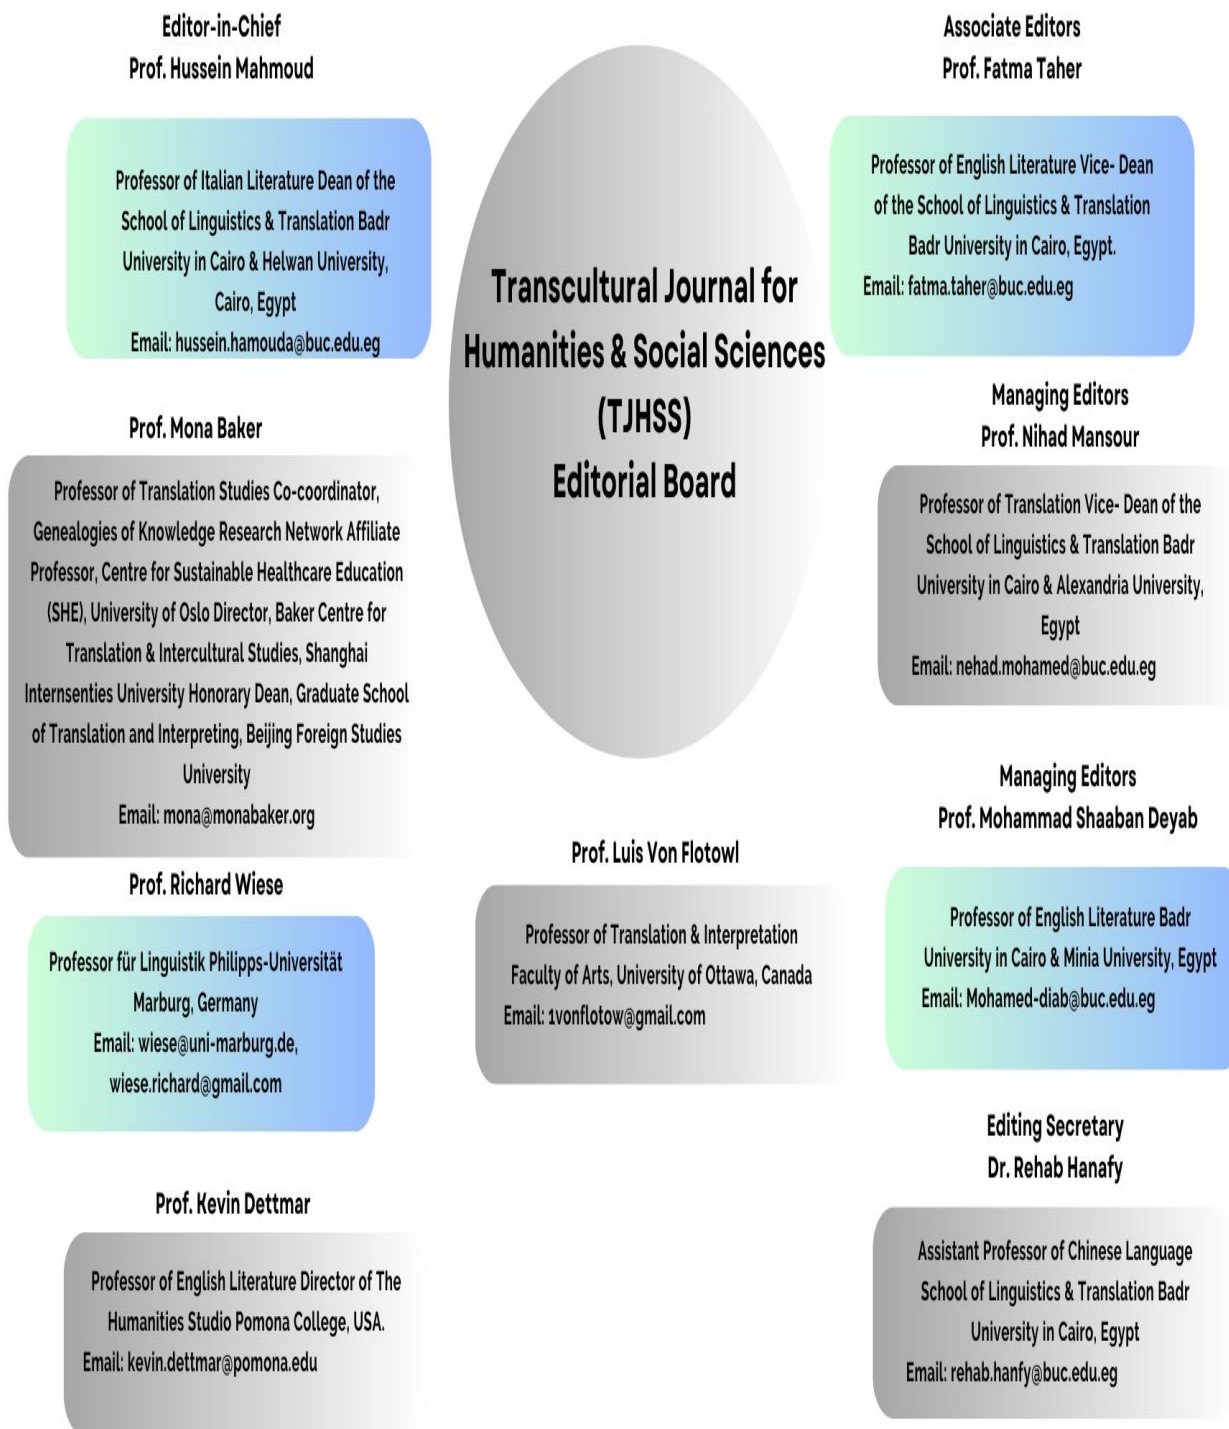 Editor-in-Chief
Prof. Hussein Mahmoud
Professor of Italian Literature Dean of the
School of Linguistics & Translation Badr
University in Cairo & Helwan University,
Cairo, Egypt
Email: hussein.hamouda@buc.edu.eg
Prof. Mona Baker
Professor of Translation Studies Co-coordinator,
Genealogies of Knowledge Research Network Affiliate
Professor, Centre for Sustainable Healthcare Education
(SHE), University of Oslo Director, Baker Centre for
Translation & Intercultural Studies, Shanghai
Internsenties University Honorary Dean, Graduate School
of Translation and Interpreting, Beijing Foreign Studies
University
Email: mona@monabaker.org
Prof. Richard Wiese
Professor für Linguistik Philipps-Universität
Marburg, Germany
Email: wiese@uni-marburg.de,
wiese.richard@gmail.com
Prof. Kevin Dettmar
Professor of English Literature Director of The
Humanities Studio Pomona College, USA.
Email: kevin.dettmar@pomona.edu
Transcultural Journal for
Humanities & Social Sciences
(TJHSS)
Editorial Board
Prof. Luis Von Flotowl
Professor of Translation & Interpretation
Faculty of Arts, University of Ottawa, Canada
Email: 1vonflotow@gmail.com
Associate Editors
Prof. Fatma Taher
Professor of English Literature Vice- Dean
of the School of Linguistics & Translation
Badr University in Cairo, Egypt.
Email: fatma.taher@buc.edu.eg
Managing Editors
Prof. Nihad Mansour
Professor of Translation Vice- Dean of the
School of Linguistics & Translation Badr
University in Cairo & Alexandria University,
Egypt
Email: nehad.mohamed@buc.edu.eg
Managing Editors
Prof. Mohammad Shaaban Deyab
Professor of English Literature Badr
University in Cairo & Minia University, Egypt
Email: Mohamed-diab@buc.edu.eg
Editing Secretary
Dr. Rehab Hanafy
Assistant Professor of Chinese Language
School of Linguistics & Translation Badr
University in Cairo, Egypt
Email: rehab.hanfy@buc.edu.eg